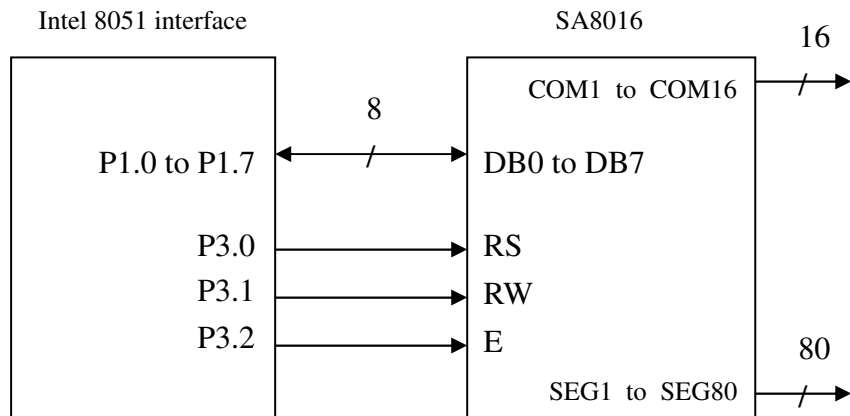 Intel 8051 interface
SA8016
16
COM1 to COM16
8
P1.0 to P1.7
DB0 to DB7
P3.0
RS
P3.1
RW
P3.2
E
80
SEG1 to SEG80